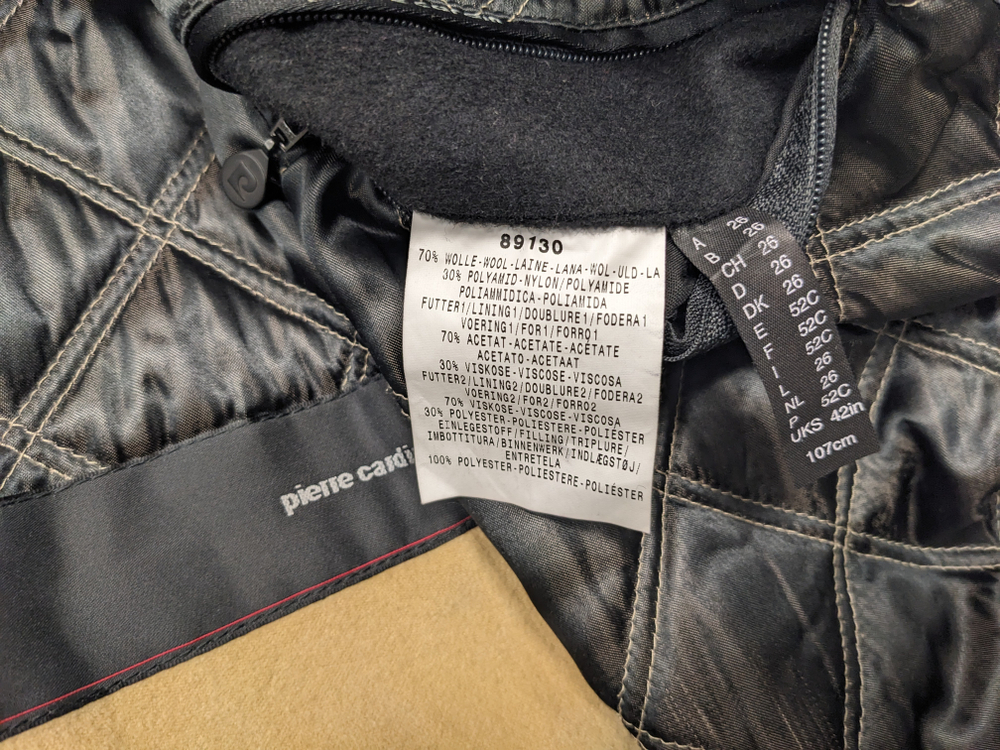 89130
70% WOLLE-WOOL-LAINE-LANA-WOL-ULD-LA
30% POLYAMID-NYLON/POLYAMIDE
POLIAMMIDICA-POLIAMIDA
FUTTER1/LINING1/DOUBLURE1/FODERA1
VOERING1/FOR1/FORRO1
70% ACETAT-ACETATE-ACÉTATE
ACETATO-ACETAAT
30% VISKOSE-VISCOSE-VISCOSA
FUTTER2/LINING2/DOUBLURE2/FODERA2
VOERING2/FOR2/FORRO2
70% VISKOSE-VISCOSE-VISCOSA
30% POLYESTER-POLIESTERE-POLIÉSTER
EINLEGESTOFF/FILLING/TRIPLURE/
IMBOTTITURA/BINNENWERK/INDLÆGSTØJ/
ENTRETELA
100% POLYESTER-POLIESTERE-POLIÉSTER
A 26
B 26
CH 26
D 26
DK 26
E 52C
F 52C
I 52C
L 26
NL 26
P 52C
UKS 42in
107cm
pierre cardi